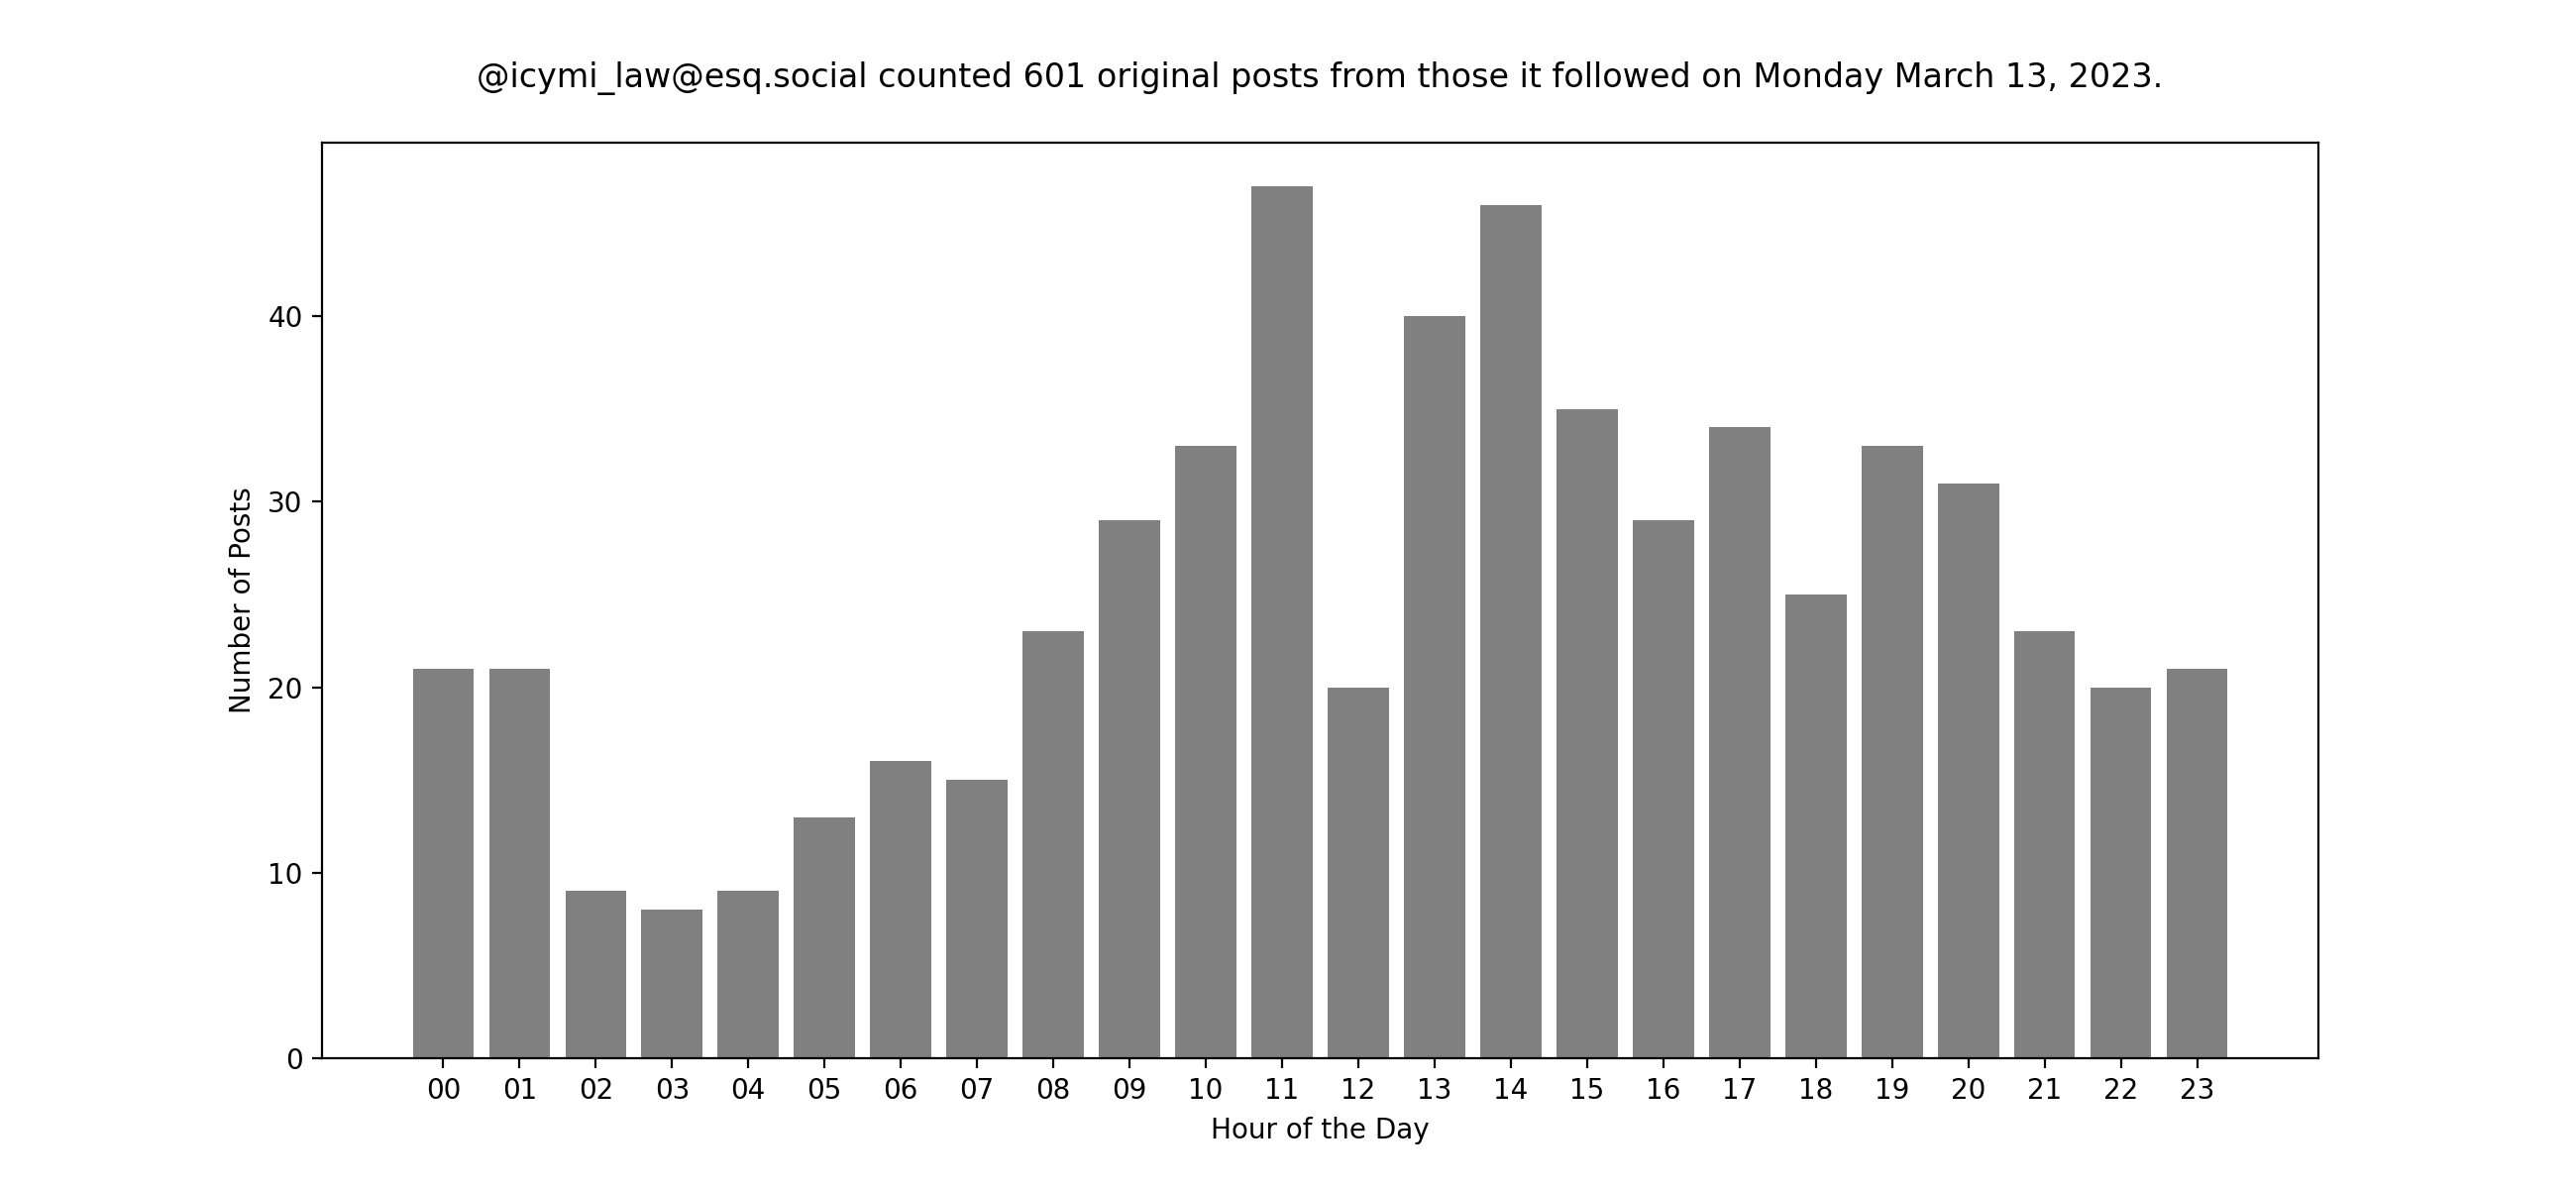 @icymi_law@esq.social counted 601 original posts from those it followed on Monday March 13, 2023.
40
30
20
10
0
Number of Posts
00 01 02 03 04 05 06 07 08 09 10 11 12 13 14 15 16 17 18 19 20 21 22 23
Hour of the Day